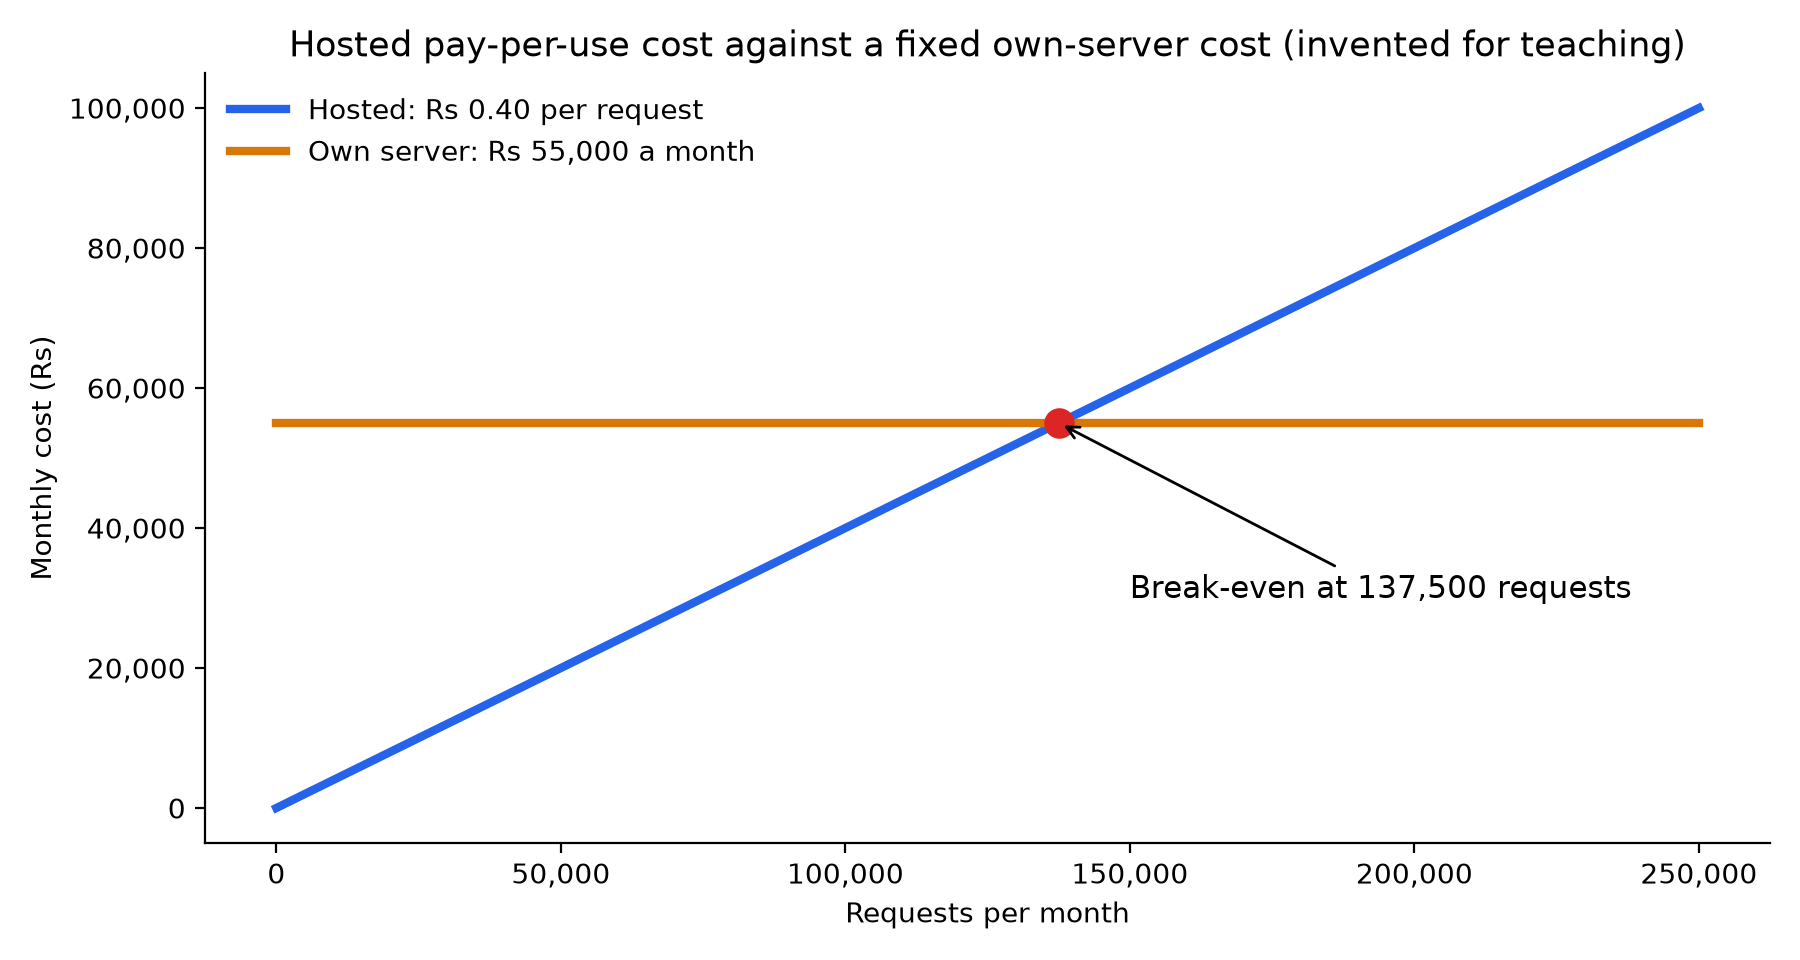 Hosted pay-per-use cost against a fixed own-server cost (invented for teaching)
Hosted: Rs 0.40 per request
Own server: Rs 55,000 a month
Monthly cost (Rs)
100,000
80,000
60,000
40,000
20,000
0
Break-even at 137,500 requests
0 50,000 100,000 150,000 200,000 250,000
Requests per month